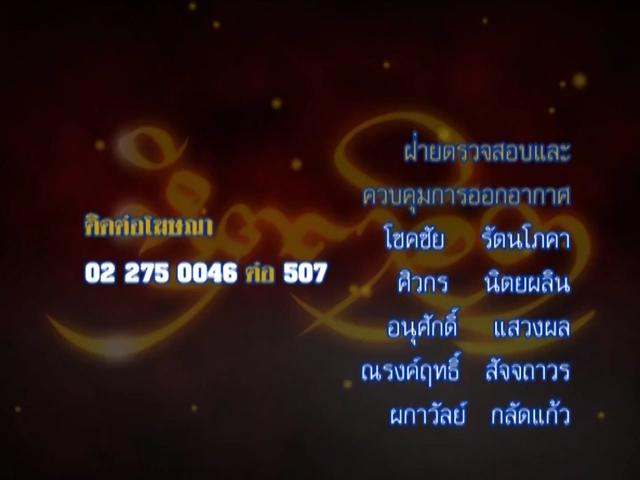 ติดต่อโฆษณา
02 275 0046 ต่อ 507
ฝ่ายตรวจสอบและ
ควบคุมการออกอากาศ
โชคชัย รัตนโภคา
ศิวกร นิตยผลิน
อนุศักดิ์ แสวงผล
ณรงค์ฤทธิ์ สัจจถาวร
ผกาวัลย์ กลัดแก้ว